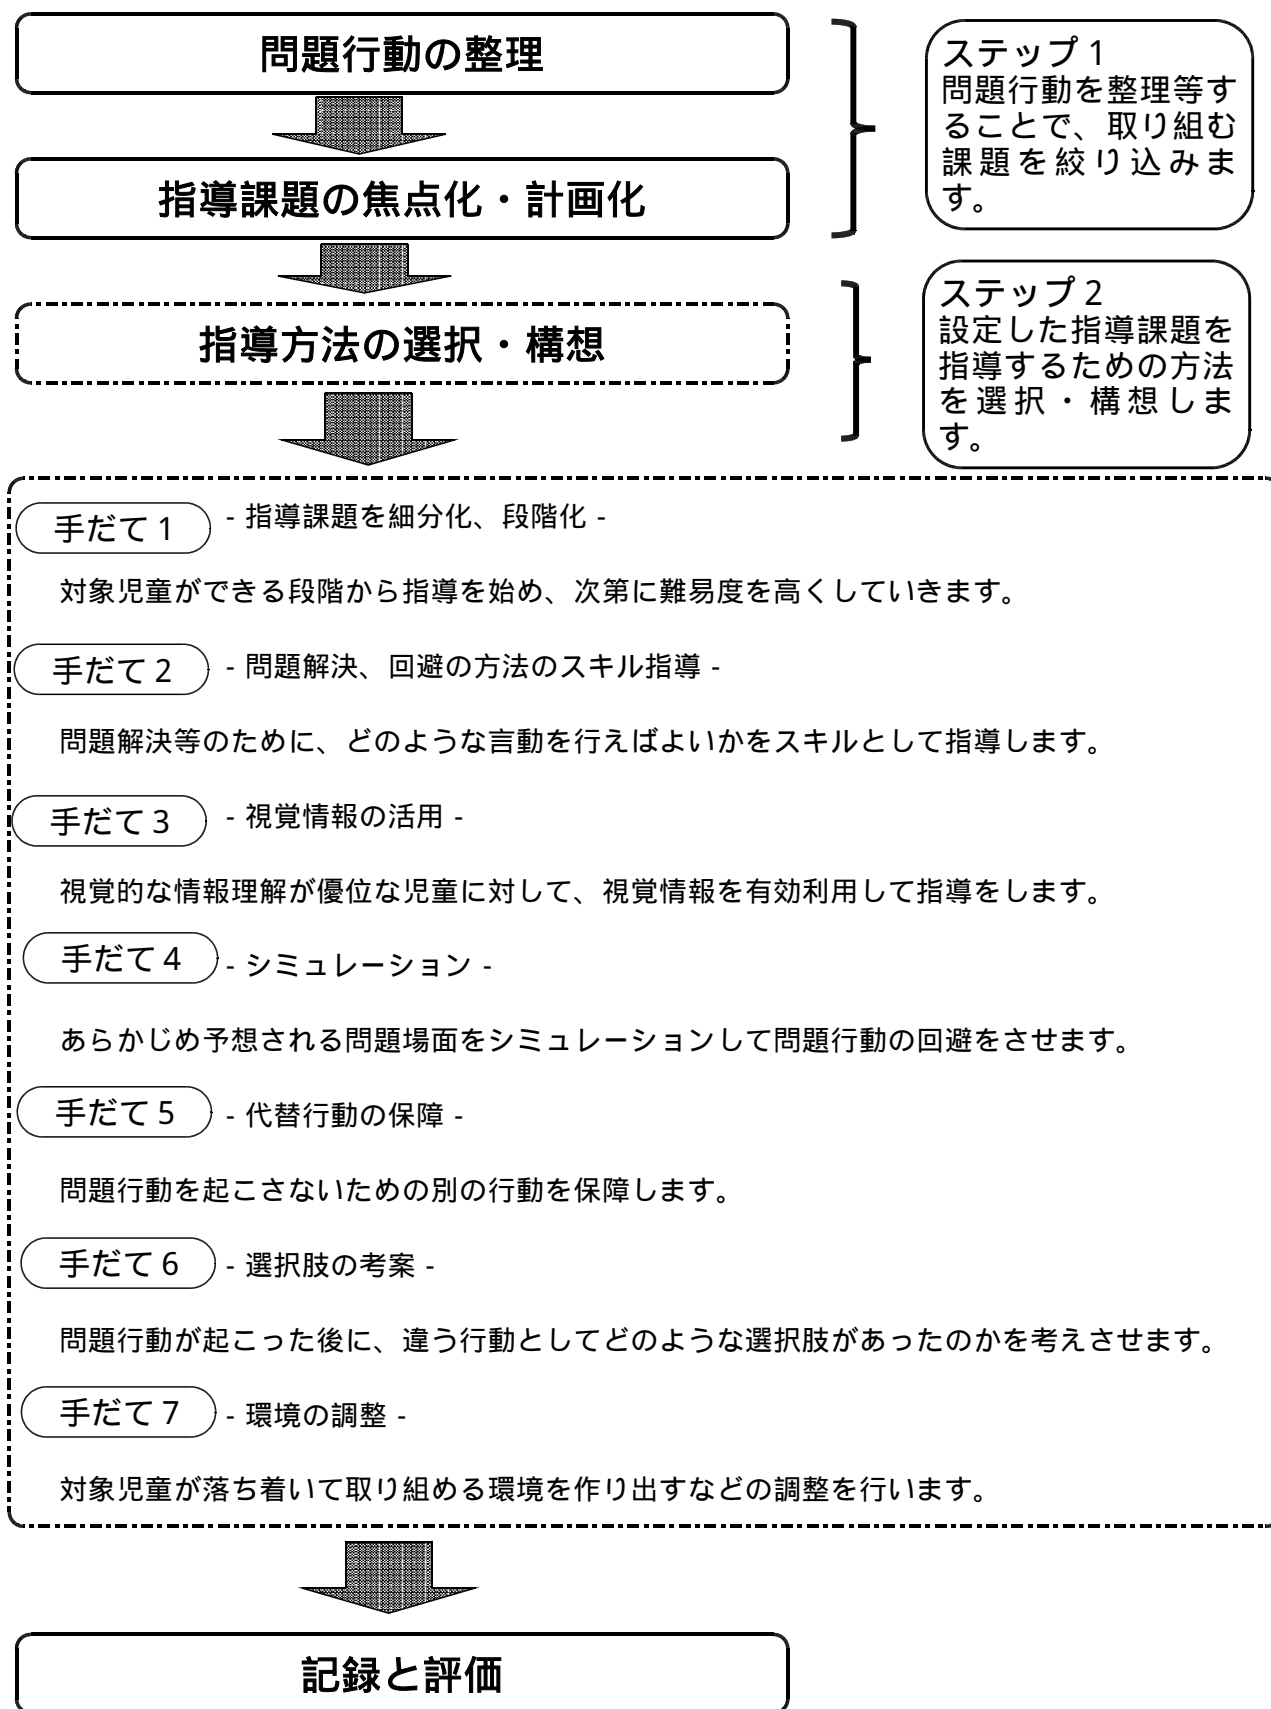 問題行動の整理
ステップ1
問題行動を整理等す
ることで、取り組む
課題を絞り込みま
す。
指導課題の焦点化・計画化
指導方法の選択・構想
ステップ2
設定した指導課題を
指導するための方法
を選択・構想しま
す。
手だて1 - 指導課題を細分化、段階化 -
対象児童ができる段階から指導を始め、次第に難易度を高くしていきます。
手だて2 - 問題解決、回避の方法のスキル指導 -
問題解決等のために、どのような言動を行えばよいかをスキルとして指導します。
手だて3 - 視覚情報の活用 -
視覚的な情報理解が優位な児童に対して、視覚情報を有効利用して指導をします。
手だて4 - シミュレーション -
あらかじめ予想される問題場面をシミュレーションして問題行動の回避をさせます。
手だて5 - 代替行動の保障 -
問題行動を起こさないための別の行動を保障します。
手だて6 - 選択肢の考案 -
問題行動が起こった後に、違う行動としてどのような選択肢があったのかを考えさせます。
手だて7 - 環境の調整 -
対象児童が落ち着いて取り組める環境を作り出すなどの調整を行います。
記録と評価